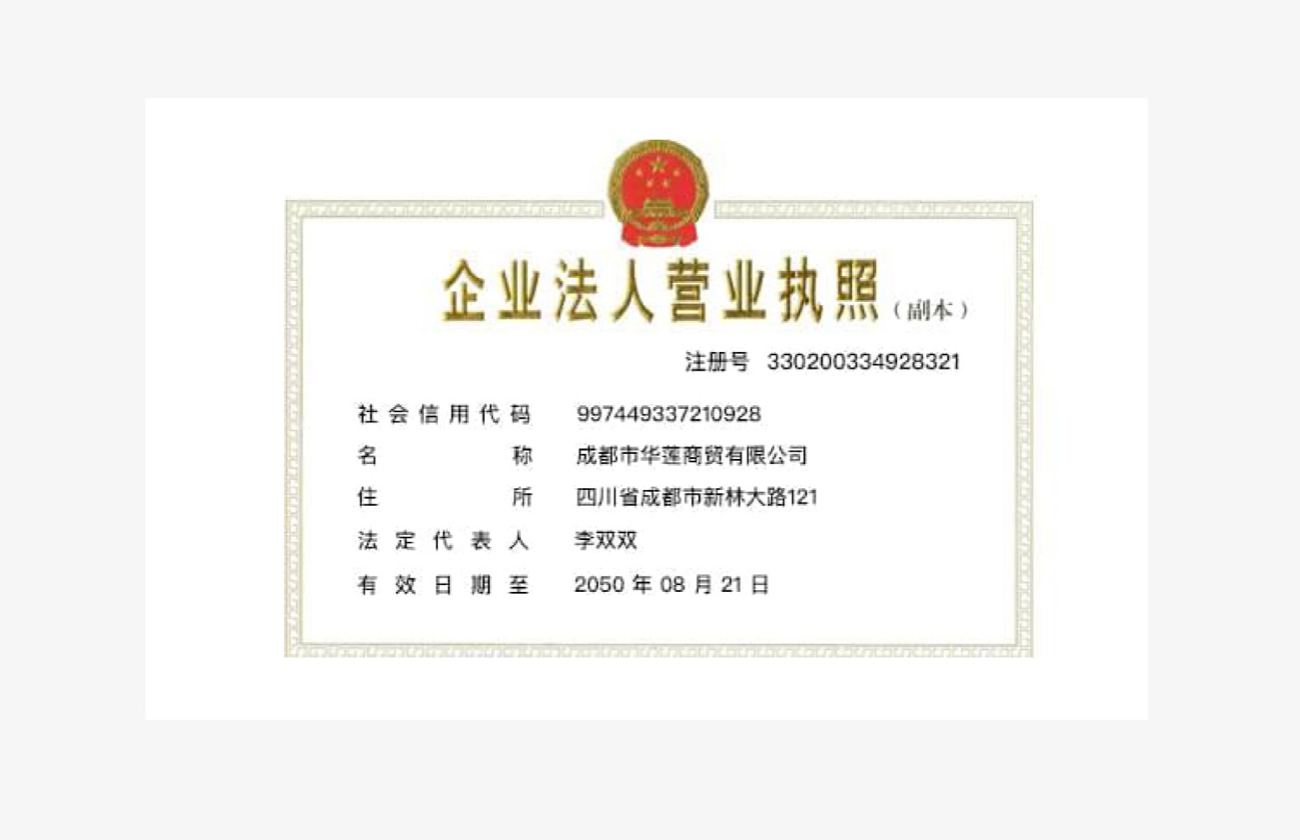 企业法人营业执照（副本）
注册号 330200334928321
社会信用代码 997449337210928
名称 成都市华莲商贸有限公司
住所 四川省成都市新林大路121
法定代表人 李双双
有效日期至 2050 年 08 月 21 日